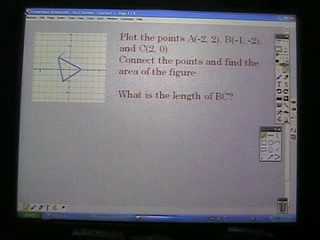 Plot the points A(-2, 2), B(-1, -2),
and C(2, 0)
Connect the points and find the
area of the figure
What is the length of BC?